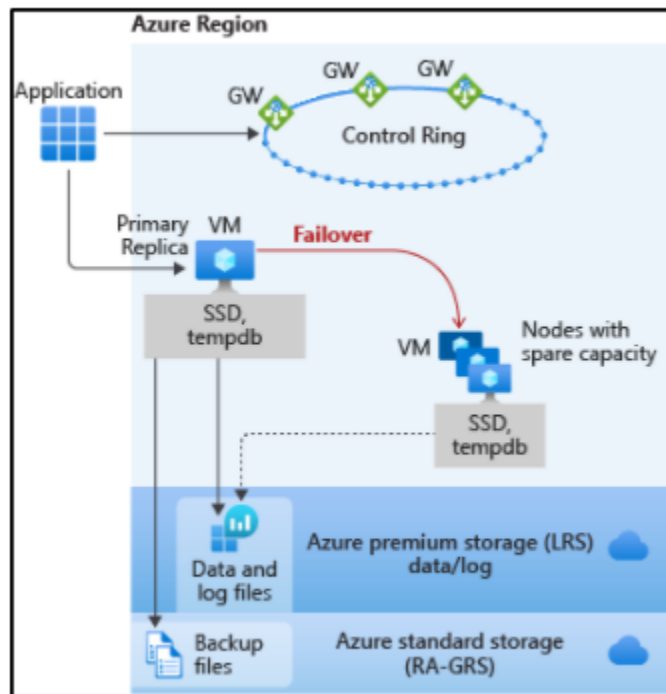 Azure Region
Application
GW
GW
GW
Control Ring
Primary
Replica
VM
Failover
SSD,
tempdb
VM
Nodes with
spare capacity
SSD,
tempdb
Data and
log files
Azure premium storage (LRS)
data/log
Backup
files
Azure standard storage
(RA-GRS)